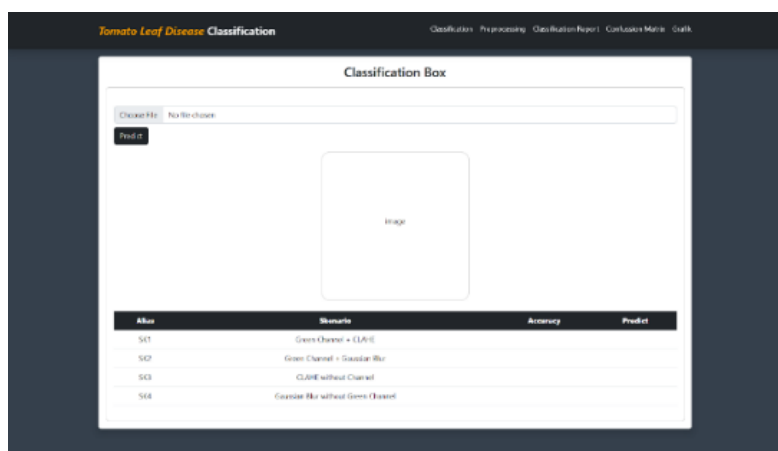 Tomato Leaf Disease Classification
Classification Preprocessing Classification Report Confussion Matrix Grafik
Classification Box
Choose File No file chosen
Predict
image
Alias Skenario Accuracy Predict
SK1 Green Channel + CLAHE
SK2 Green Channel + Gaussian Blur
SK3 CLAHE without Channel
SK4 Gaussian Blur without Green Channel